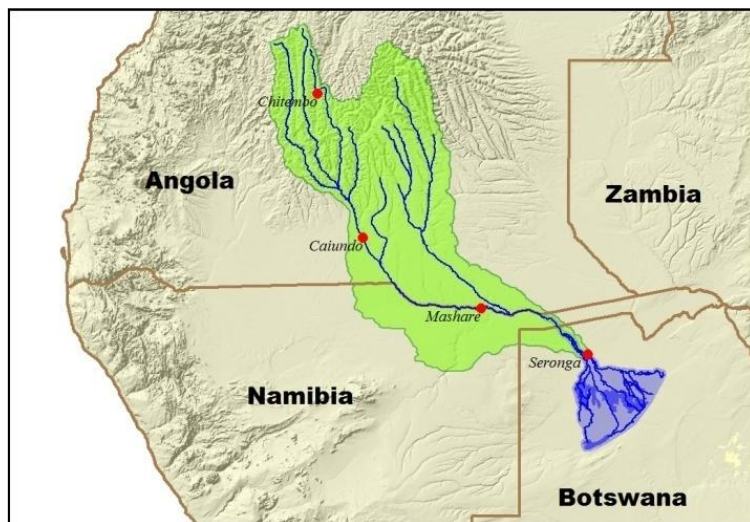 Chitembo
Angola
Zambia
Caiundo
Mashare
Seronga
Namibia
Botswana